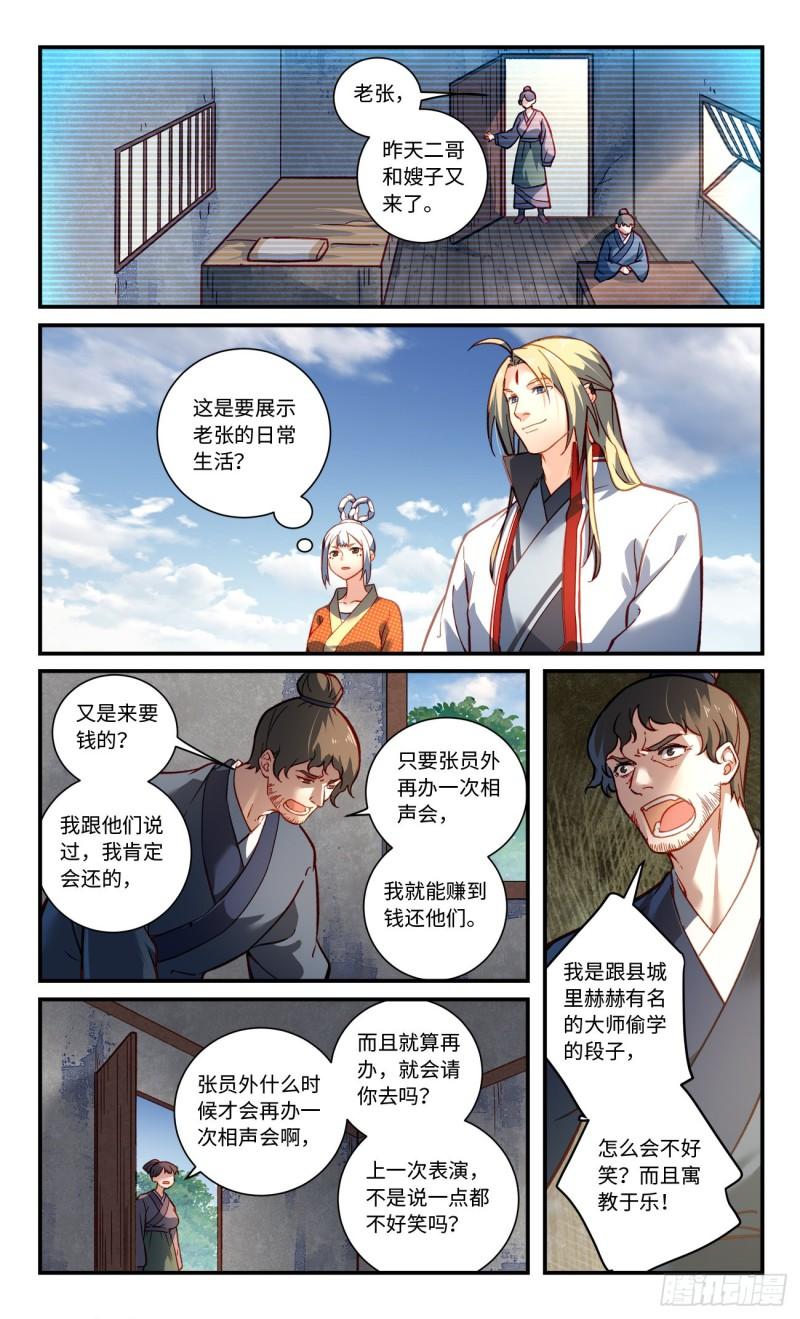 老张，
昨天二哥
和嫂子又
来了。
这是要展示
老张的日常
生活？
又是来要
钱的？
我跟他们说
过，我肯定
会还的，
只要张员外
再办一次相
声会，
我就能赚到
钱还他们。
张员外什么时
候才会再办一
次相声会啊，
而且就算再
办，就会请
你去吗？
上一次表演，
不是说一点都
不好笑吗？
我是跟县城
里赫赫有名
的大师偷学
的段子，
怎么会不好
笑？而且寓
教于乐！
腾讯动漫